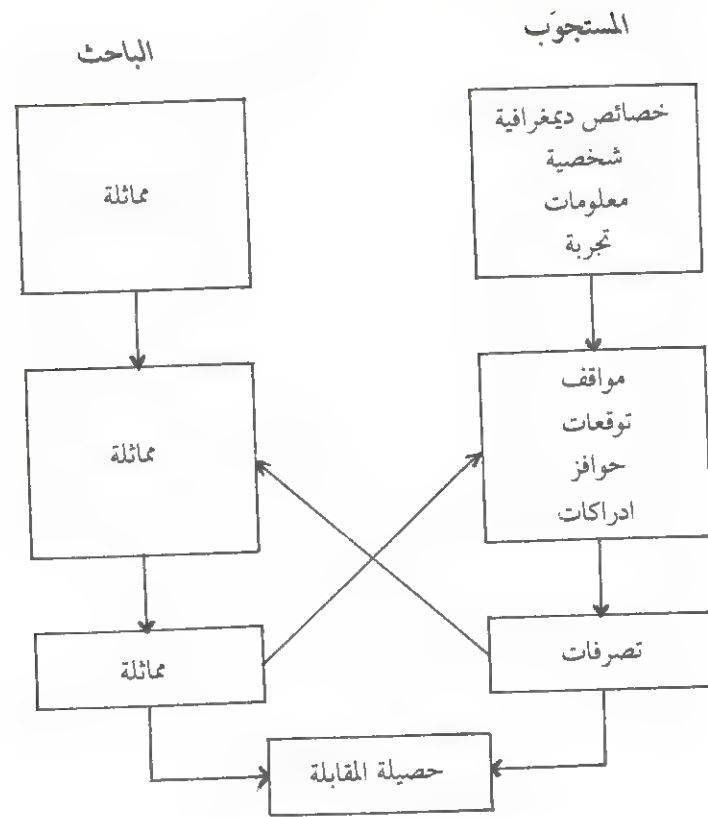 المستجوَب
خصائص ديمغرافية
شخصية
معلومات
تجربة
مواقف
توقعات
حوافز
ادراكات
تصرفات
الباحث
مماثلة
مماثلة
مماثلة
حصيلة المقابلة